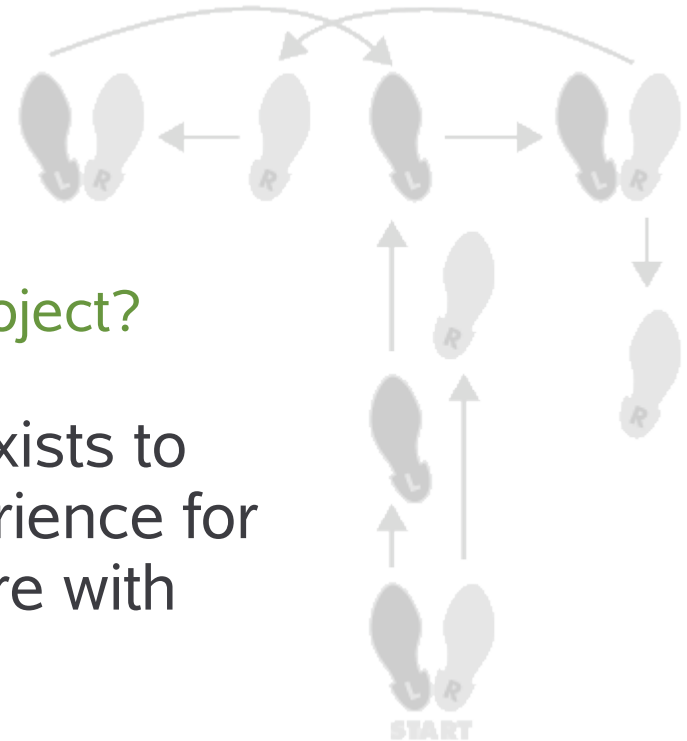 L R
R
L
L R
R
oject?
R
L
xists to
rience for
re with
L R
START